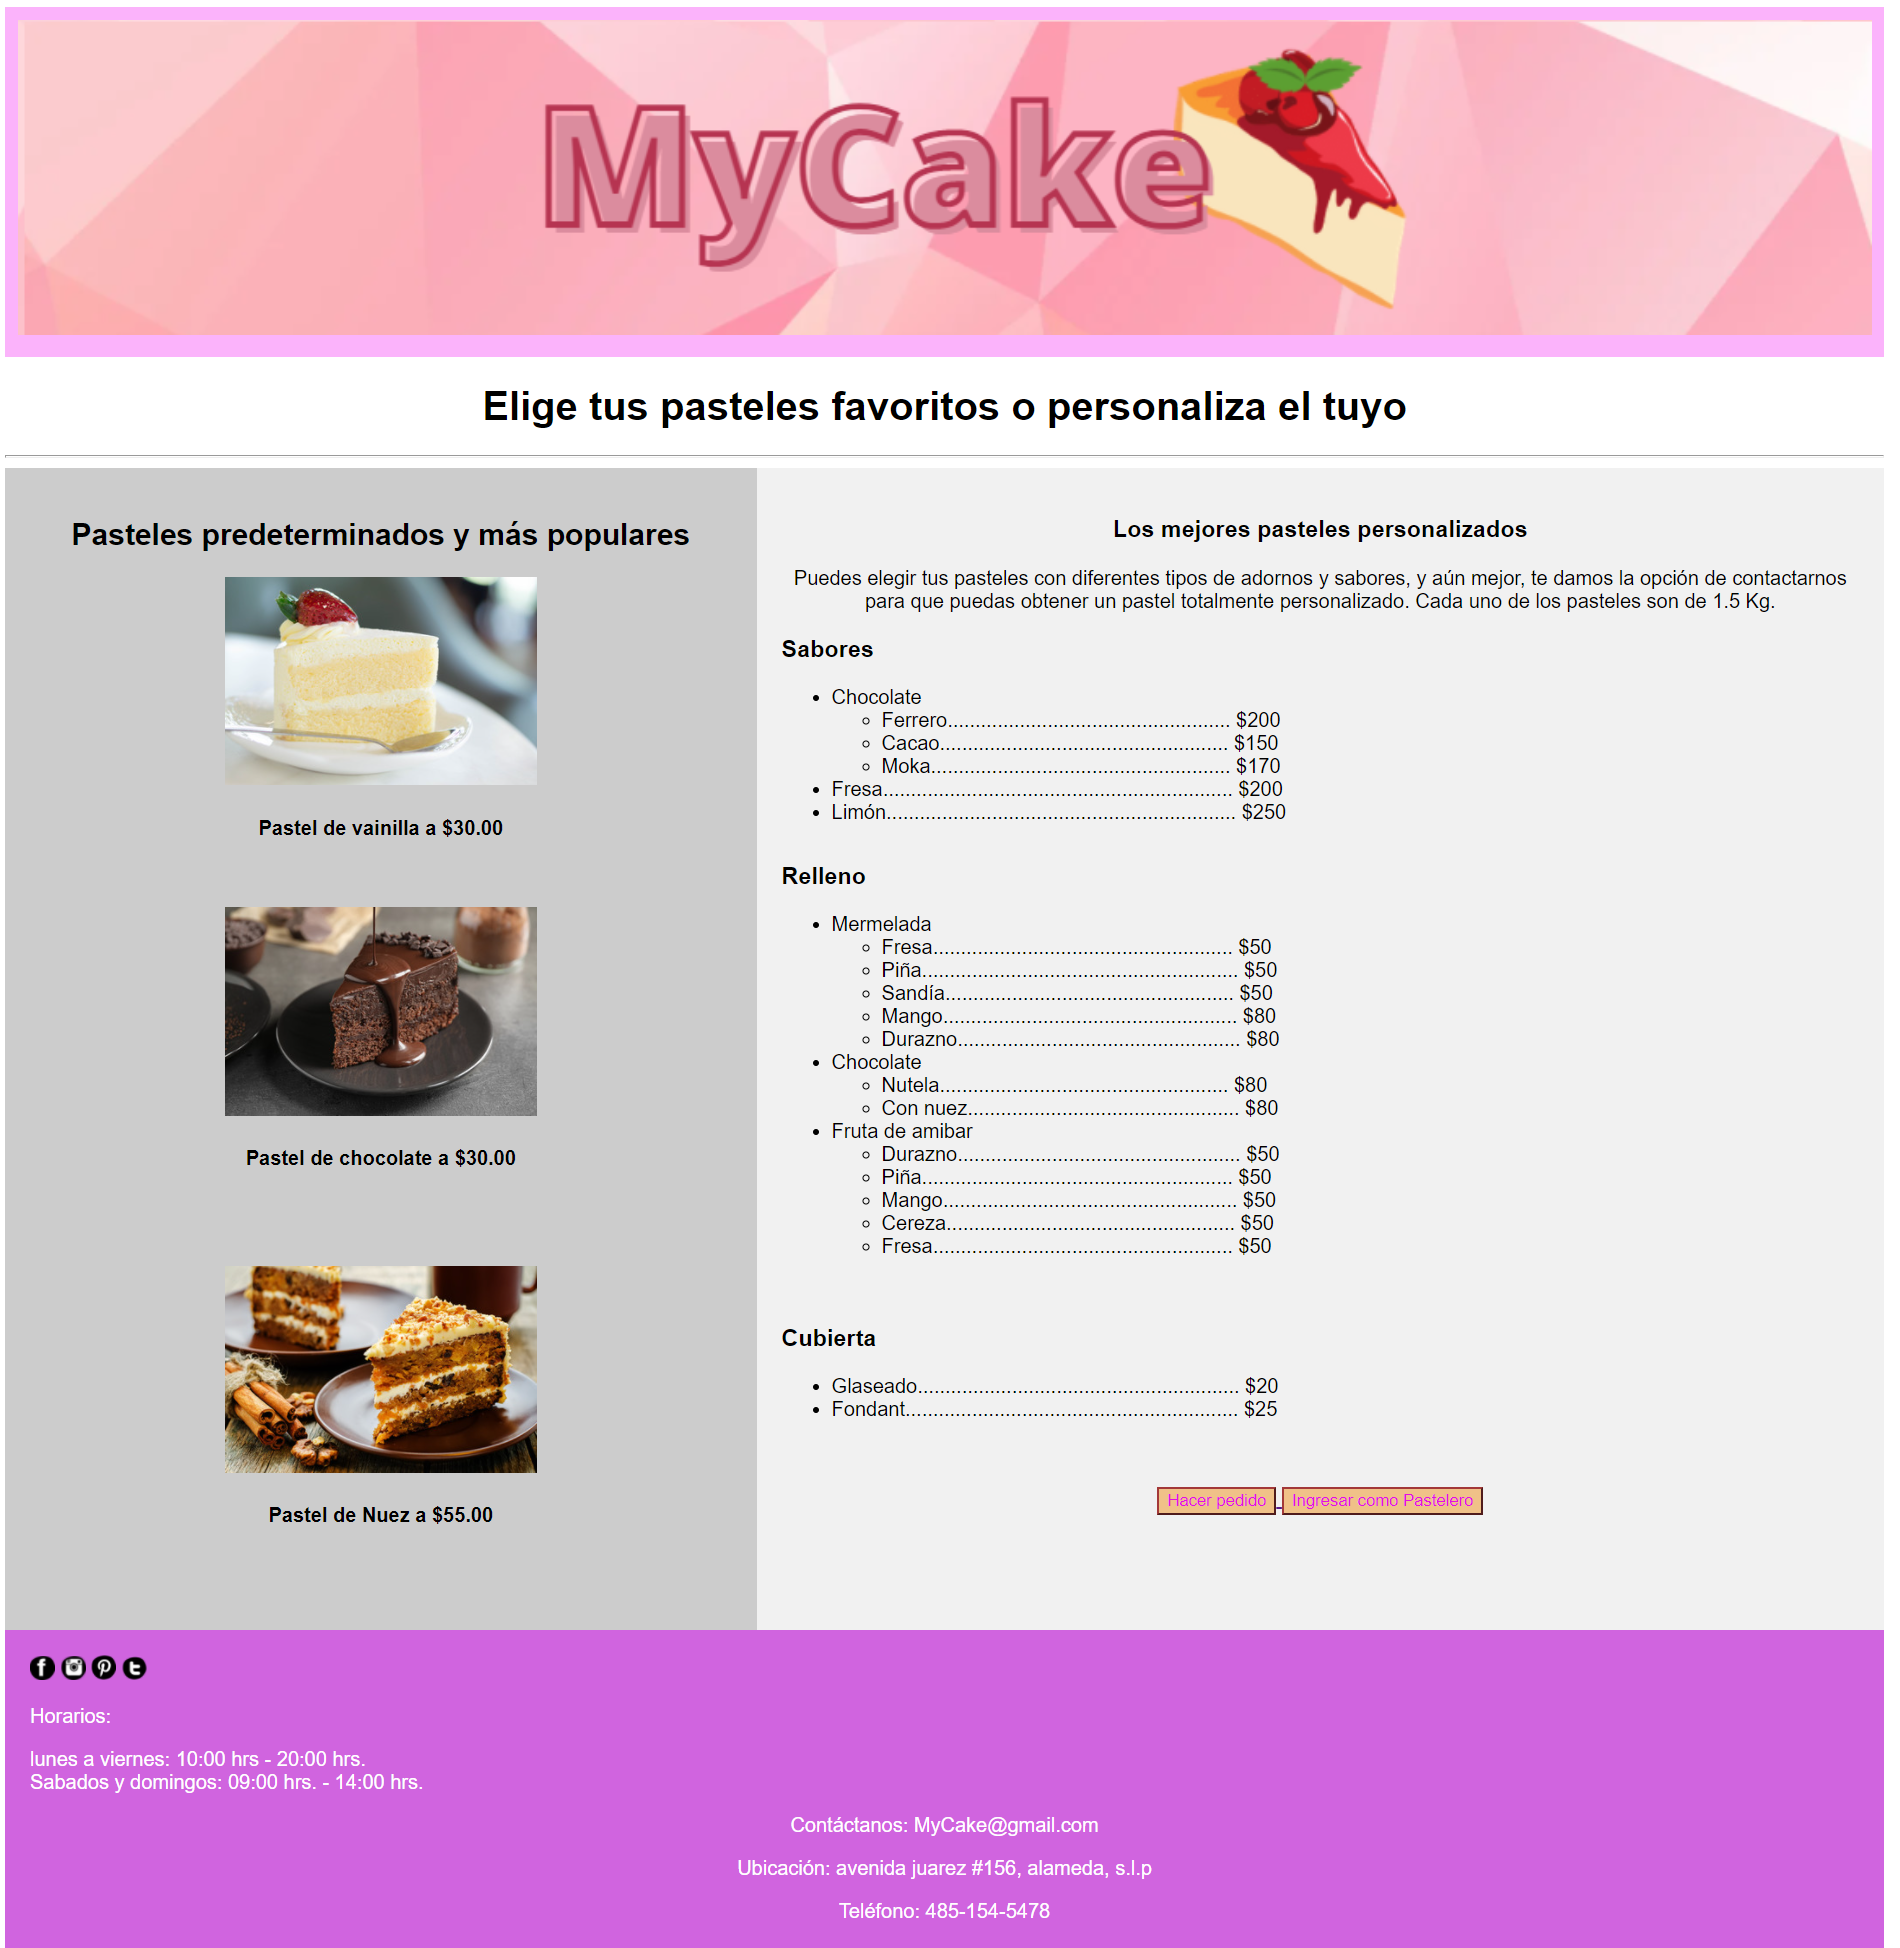 MyCake
Elige tus pasteles favoritos o personaliza el tuyo
Pasteles predeterminados y más populares
Pastel de vainilla a $30.00
Pastel de chocolate a $30.00
Pastel de Nuez a $55.00
Los mejores pasteles personalizados
Puedes elegir tus pasteles con diferentes tipos de adornos y sabores, y aún mejor, te damos la opción de contactarnos
para que puedas obtener un pastel totalmente personalizado. Cada uno de los pasteles son de 1.5 Kg.
Sabores
Chocolate
Ferrero................................................... $200
Cacao.................................................... $150
Moka...................................................... $170
Fresa............................................................... $200
Limón............................................................... $250
Relleno
Mermelada
Fresa...................................................... $50
Piña......................................................... $50
Sandía.................................................... $50
Mango..................................................... $80
Durazno................................................... $80
Chocolate
Nutela.................................................... $80
Con nuez................................................. $80
Fruta de amibar
Durazno................................................... $50
Piña........................................................ $50
Mango..................................................... $50
Cereza.................................................... $50
Fresa...................................................... $50
Cubierta
Glaseado.......................................................... $20
Fondant............................................................ $25
Hacer pedido Ingresar como Pastelero
Horarios:
lunes a viernes: 10:00 hrs - 20:00 hrs.
Sabados y domingos: 09:00 hrs. - 14:00 hrs.
Contáctanos: MyCake@gmail.com
Ubicación: avenida juarez #156, alameda, s.l.p
Teléfono: 485-154-5478